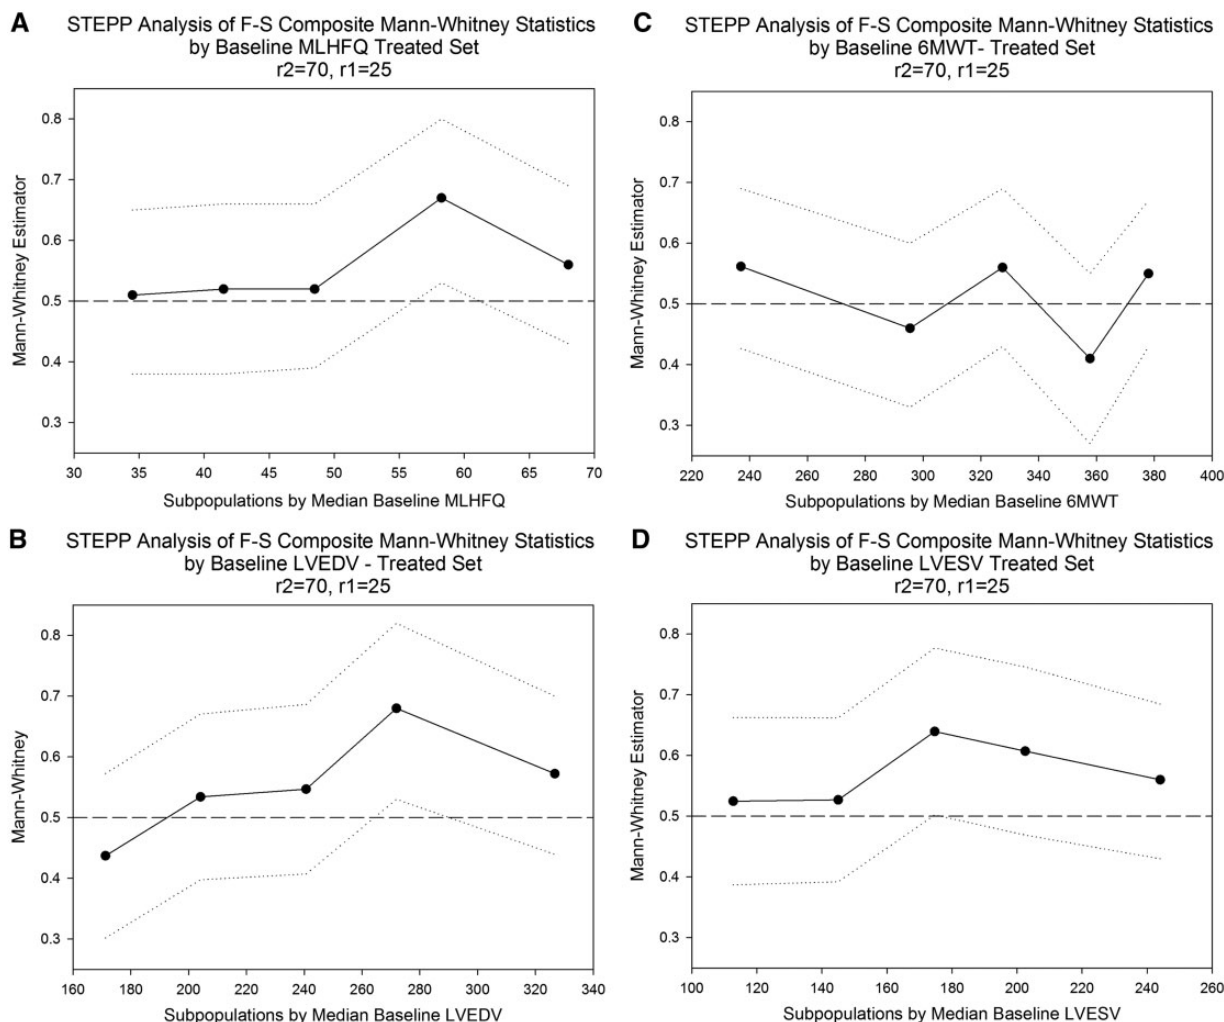 A
STEPP Analysis of F-S Composite Mann-Whitney Statistics
by Baseline MLHFQ Treated Set
r2=70, r1=25
Mann-Whitney Estimator
0.8
0.7
0.6
0.5
0.4
0.3
30 35 40 45 50 55 60 65 70
Subpopulations by Median Baseline MLHFQ
C
STEPP Analysis of F-S Composite Mann-Whitney Statistics
by Baseline 6MWT- Treated Set
r2=70, r1=25
Mann-Whitney Estimator
0.8
0.7
0.6
0.5
0.4
0.3
220 240 260 280 300 320 340 360 380 400
Subpopulations by Median Baseline 6MWT
B
STEPP Analysis of F-S Composite Mann-Whitney Statistics
by Baseline LVEDV - Treated Set
r2=70, r1=25
Mann-Whitney
0.8
0.7
0.6
0.5
0.4
0.3
160 180 200 220 240 260 280 300 320 340
Subpopulations by Median Baseline LVEDV
D
STEPP Analysis of F-S Composite Mann-Whitney Statistics
by Baseline LVESV Treated Set
r2=70, r1=25
Mann-Whitney Estimator
0.8
0.7
0.6
0.5
0.4
0.3
100 120 140 160 180 200 220 240 260
Subpopulations by Median Baseline LVESV